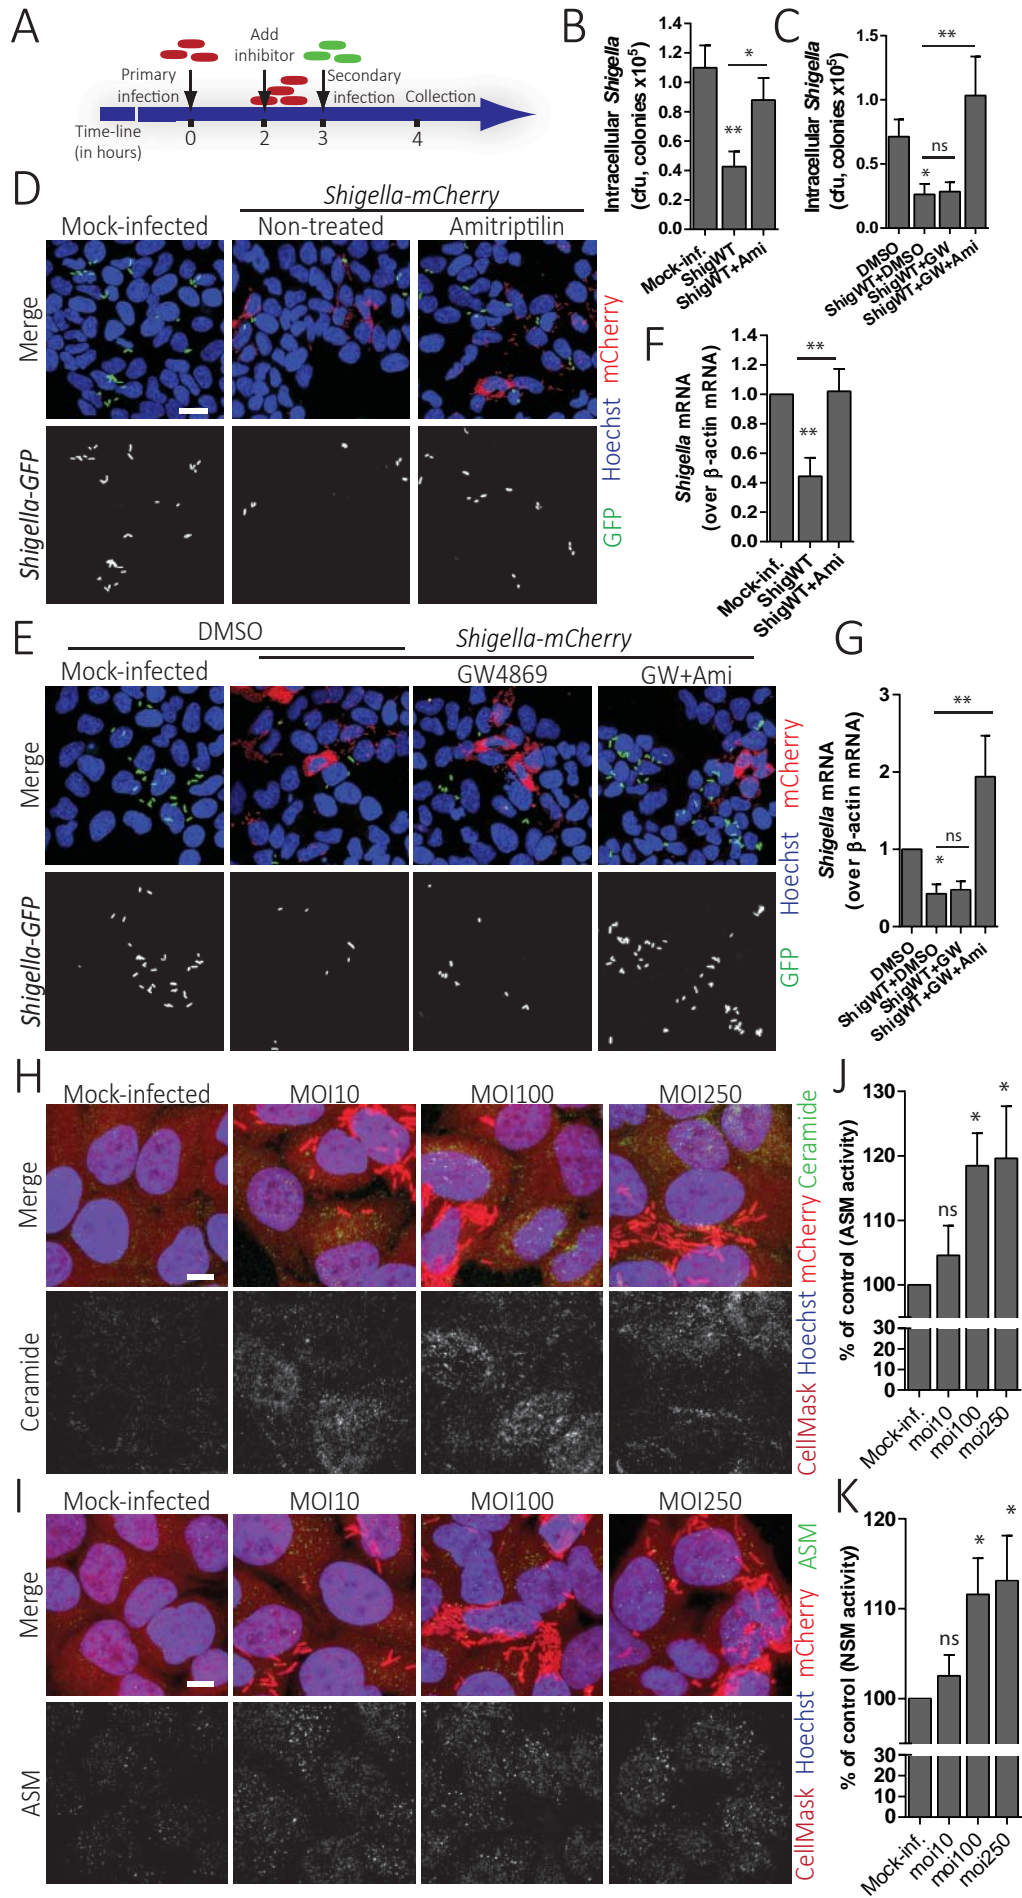 A
Add
inhibitor
Primary
infection
Secondary
infection
Collection
Time-line
(in hours)
0
2
3
4
B
Intracellular Shigella
(cfu, colonies x10⁵)
1.4
1.2
1.0
0.8
0.6
0.4
0.2
0.0
**
*
Mock-inf.
ShigWT
ShigWT+Ami
C
Intracellular Shigella
(cfu, colonies x10⁵)
1.5
1.0
0.5
0.0
**
ns
*
DMSO
ShigWT+DMSO
ShigWT+GW
ShigWT+GW+Ami
D
Shigella-mCherry
Mock-infected
Non-treated
Amitriptilin
Merge
Shigella-GFP
GFP Hoechst mCherry
F
Shigella mRNA
(over β-actin mRNA)
1.4
1.2
1.0
0.8
0.6
0.4
0.2
0.0
**
**
Mock-inf.
ShigWT
ShigWT+Ami
E
DMSO
Shigella-mCherry
Mock-infected
GW4869
GW+Ami
Merge
Shigella-GFP
GFP Hoechst mCherry
G
Shigella mRNA
(over β-actin mRNA)
3
2
1
0
**
ns
*
DMSO
ShigWT+DMSO
ShigWT+GW
ShigWT+GW+Ami
H
Mock-infected
MOI10
MOI100
MOI250
Merge
Ceramide
CellMask Hoechst mCherry Ceramide
J
% of control (ASM activity)
130
120
110
100
30
20
10
0
ns
*
*
Mock-inf.
moi10
moi100
moi250
I
Mock-infected
MOI10
MOI100
MOI250
Merge
ASM
CellMask Hoechst mCherry ASM
K
% of control (NSM activity)
120
110
100
30
20
10
0
ns
*
*
Mock-inf.
moi10
moi100
moi250